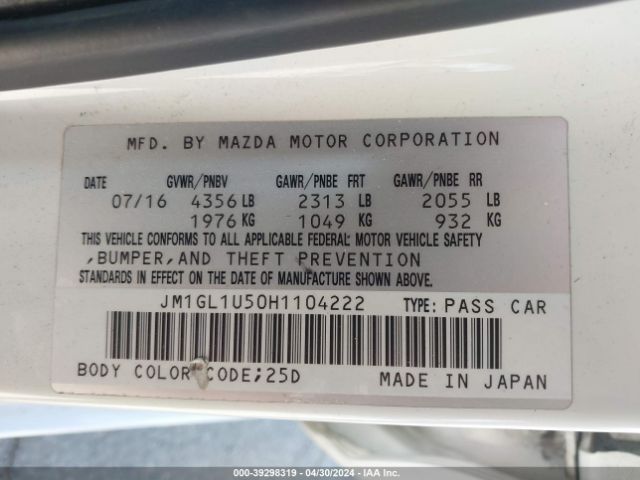 MFD. BY MAZDA MOTOR CORPORATION
DATE GVWR/PNBV GAWR/PNBE FRT GAWR/PNBE RR
07/16 4356 LB 2313 LB 2055 LB
1976 KG 1049 KG 932 KG
THIS VEHICLE CONFORMS TO ALL APPLICABLE FEDERAL MOTOR VEHICLE SAFETY
,BUMPER,AND THEFT PREVENTION
STANDARDS IN EFFECT ON THE DATE OF MANUFACTURE SHOWN ABOVE.
JM1GL1U50H1104222 TYPE: PASS CAR
BODY COLOR CODE;25D MADE IN JAPAN
000-39298319 - 04/30/2024 - IAA Inc.